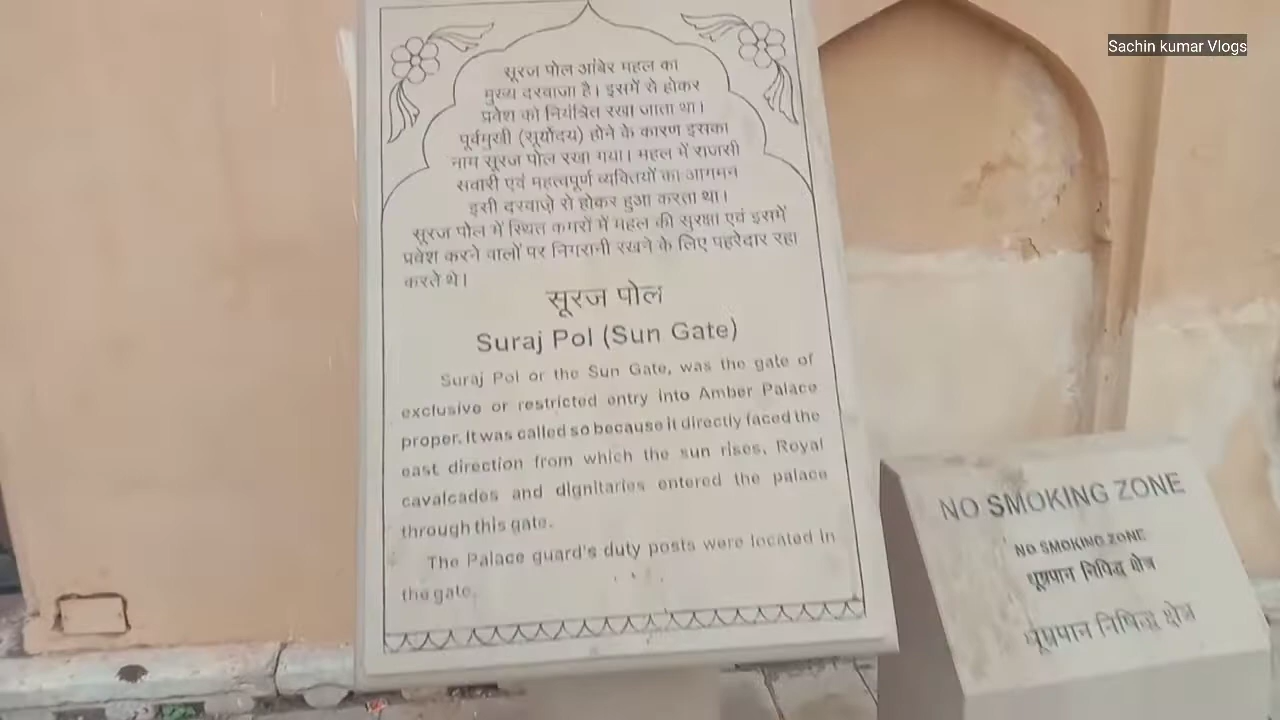 Sachin kumar Vlogs
सूरज पोल आंबेर महल का
मुख्य दरवाजा है। इसमें से होकर
प्रवेश को नियंत्रित रखा जाता था।
पूर्वमुखी (सूर्योदय) होने के कारण इसका
नाम सूरज पोल रखा गया। महल में राजसी
सवारी एवं महत्वपूर्ण व्यक्तियों का आगमन
इसी दरवाज़े से होकर हुआ करता था।
सूरज पोल में स्थित कमरों में महल की सुरक्षा एवं इसमें
प्रवेश करने वालों पर निगरानी रखने के लिए पहरेदार रहा
करते थे।
सूरज पोल
Suraj Pol (Sun Gate)
Suraj Pol or the Sun Gate, was the gate of
exclusive or restricted entry into Amber Palace
proper. It was called so because it directly faced the
east direction from which the sun rises. Royal
cavalcades and dignitaries entered the palace
through this gate.
The Palace guard's duty posts were located in
the gate.
NO SMOKING ZONE
NO SMOKING ZONE
धूम्रपान निषिद्ध क्षेत्र
धूम्रपान निषिद्ध क्षेत्र